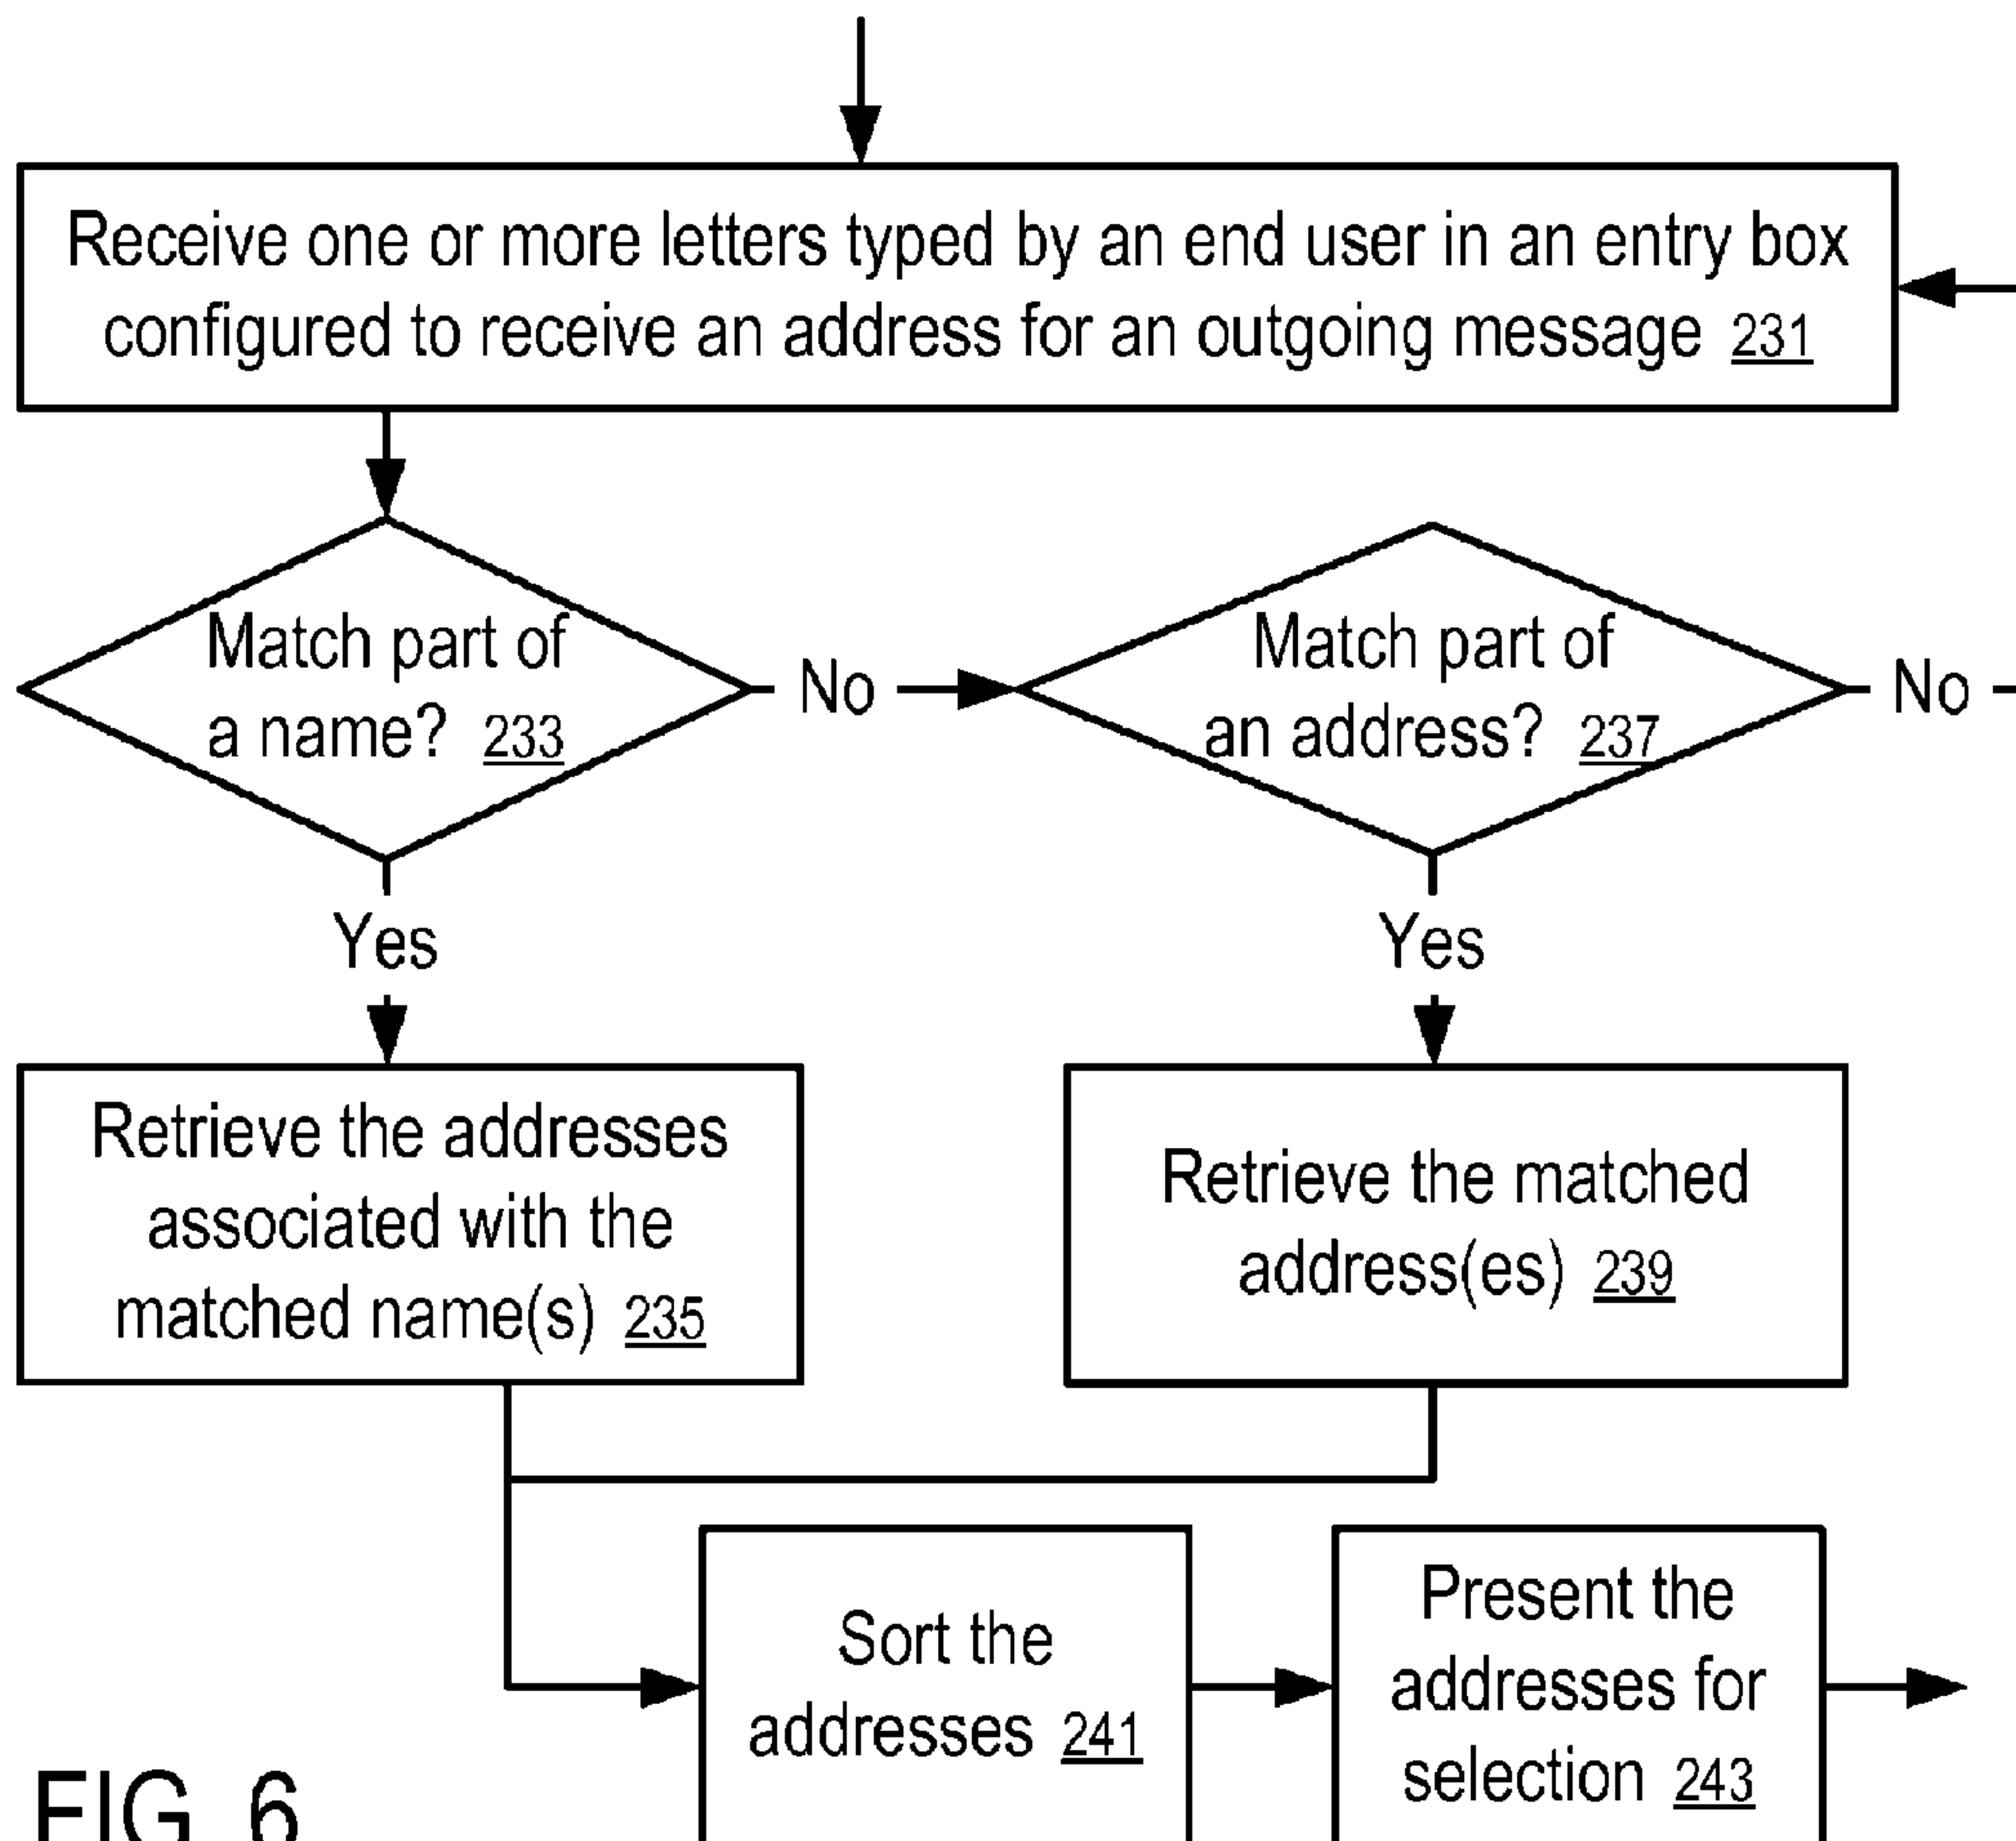 Receive one or more letters typed by an end user in an entry box
configured to receive an address for an outgoing message 231
Match part of
a name? 233
No
Match part of
an address? 237
No
Yes
Yes
Retrieve the addresses
associated with the
matched name(s) 235
Retrieve the matched
address(es) 239
Sort the
addresses 241
Present the
addresses for
selection 243
FIG. 6